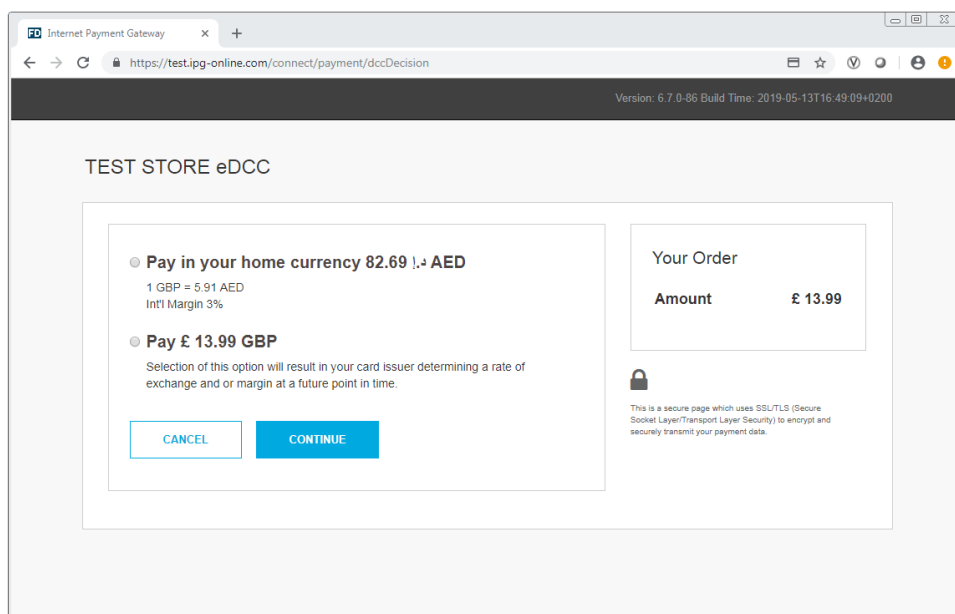 FD Internet Payment Gateway
https://test.ipg-online.com/connect/payment/dccDecision
Version: 6.7.0-86 Build Time: 2019-05-13T16:49:09+0200
TEST STORE eDCC
Pay in your home currency 82.69 د.إ. AED
1 GBP = 5.91 AED
Int'l Margin 3%
Pay £ 13.99 GBP
Selection of this option will result in your card issuer determining a rate of
exchange and or margin at a future point in time.
CANCEL
CONTINUE
Your Order
Amount £ 13.99
This is a secure page which uses SSL/TLS (Secure
Socket Layer/Transport Layer Security) to encrypt and
securely transmit your payment data.